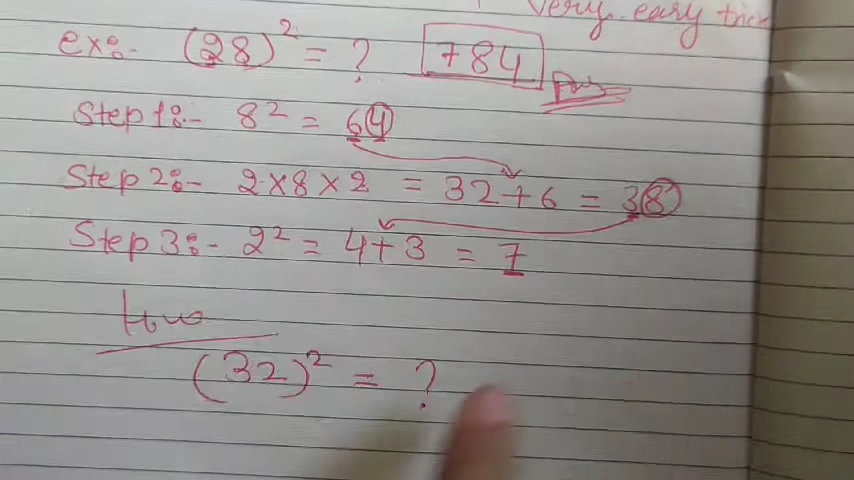 very easy trick
ex:- (28)² = ? 784 Ans
Step 1:- 8² = 64
Step 2:- 2×8×2 = 32+6 = 38
Step 3:- 2² = 4+3 = 7
H.w
(32)² = ?